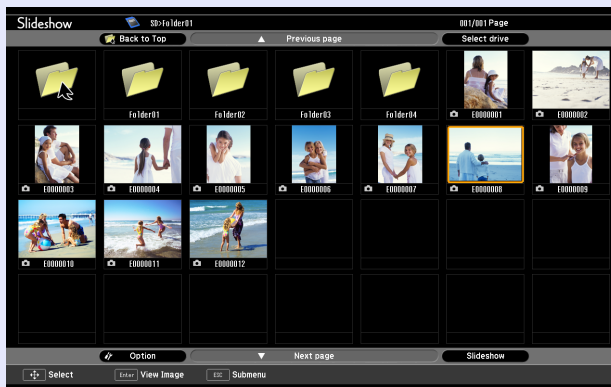 Slideshow SD>Folder01 001/001 Page
Back to Top Previous page Select drive
Folder01 Folder02 Folder03 Folder04 E0000001 E0000002
E0000003 E0000004 E0000005 E0000006 E0000007 E0000008 E0000009
E0000010 E0000011 E0000012
Option Next page Slideshow
Select Enter View Image ESC Submenu